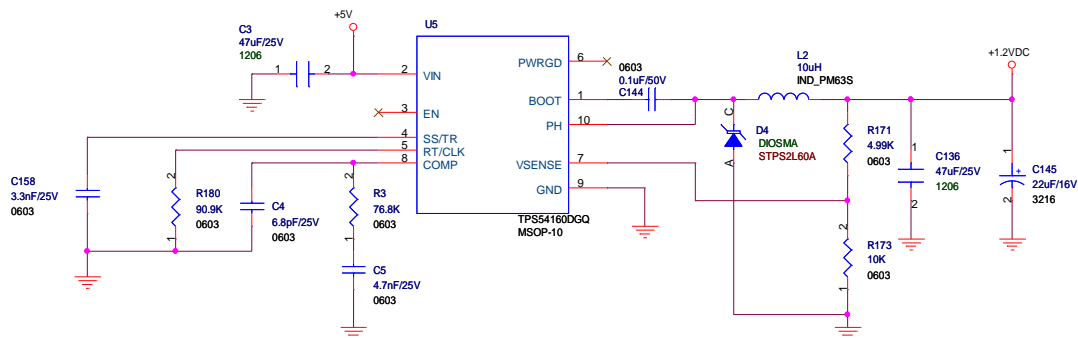 +5V
C3
47uF/25V
1206
1
2
U5
2
VIN
3
EN
4
SS/TR
5
RT/CLK
8
COMP
PWRGD
6
BOOT
1
PH
10
VSENSE
7
GND
9
TPS54160DGQ
MSOP-10
0603
0.1uF/50V
C144
L2
10uH
IND_PM63S
+1.2VDC
C
A
D4
DIOSMA
STPS2L60A
R171
4.99K
0603
1
2
C136
47uF/25V
1206
1
2
C145
22uF/16V
3216
+
2
1
R173
10K
0603
C158
3.3nF/25V
0603
2
1
R180
90.9K
0603
C4
6.8pF/25V
0603
2
1
R3
76.8K
0603
C5
4.7nF/25V
0603